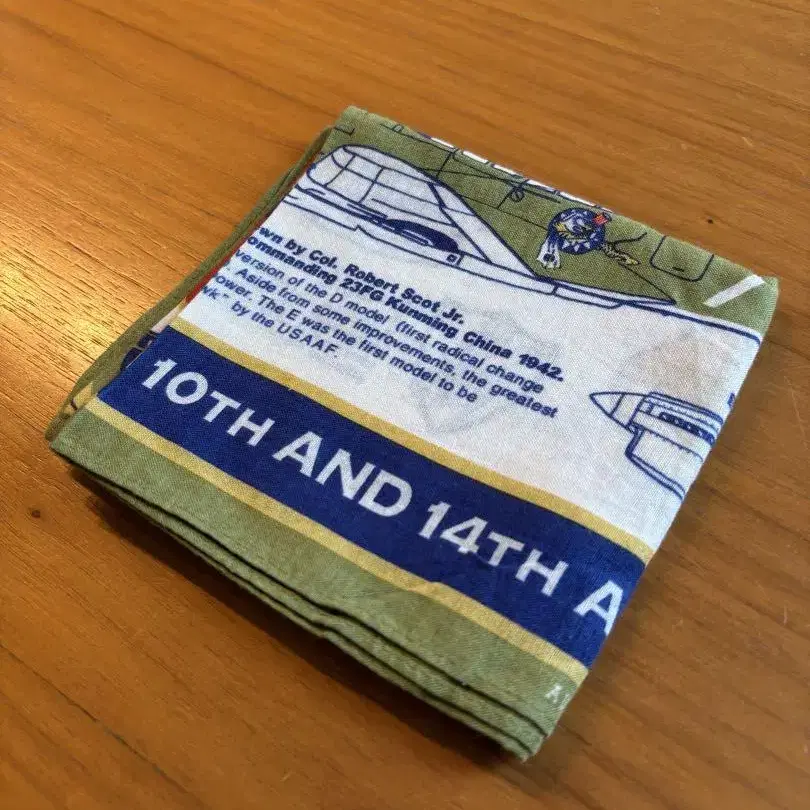 wn by Col. Robert Scot Jr.
ommanding 23FG Kunming China 1942.
version of the D model (first radical change
. Aside from some improvements, the greatest
ower. The E was the first model to be
K" by the USAAF.
10TH AND 14TH A
A